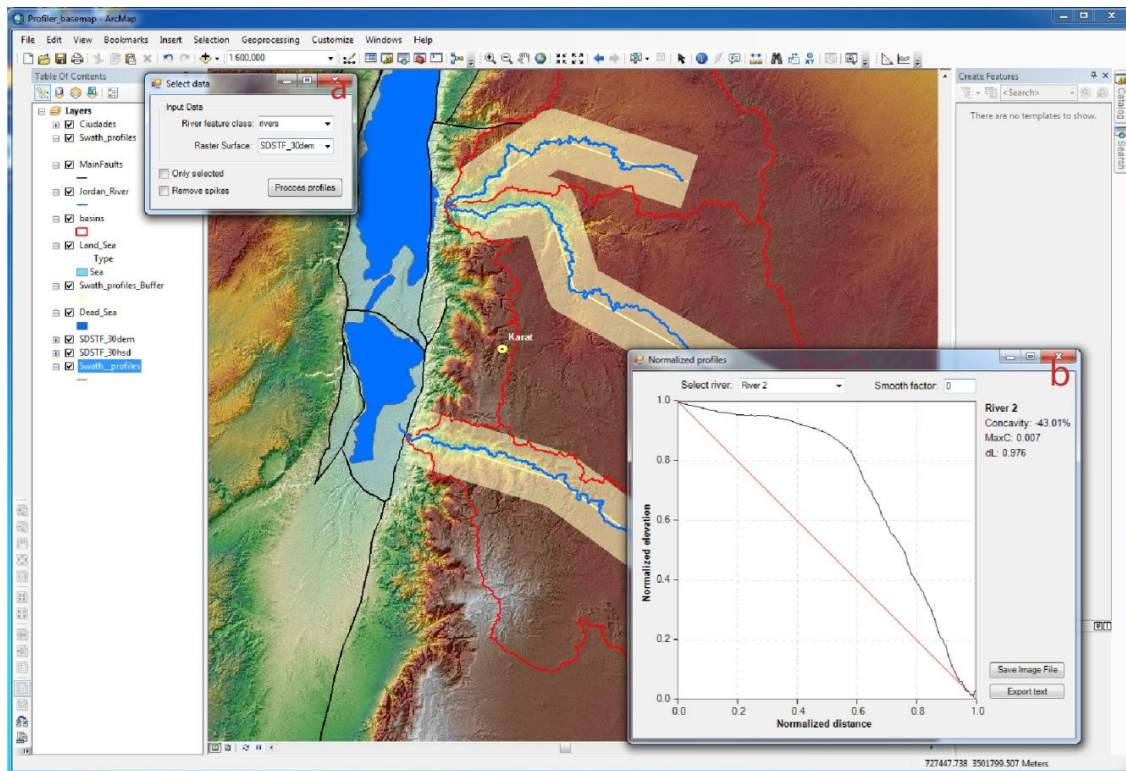 Profiler_basemap - ArcMap
File Edit View Bookmarks Insert Selection Geoprocessing Customize Windows Help
1:600,000
Table Of Contents
Layers
Ciudades
Swath_profiles
MainFaults
Jordan_River
basins
Land_Sea
Type
Sea
Swath_profiles_Buffer
Dead_Sea
SDSTF_30dem
SDSTF_30hsd
Swath__profiles
Select data
a
Input Data
River feature class: rivers
Raster Surface: SDSTF_30dem
Only selected
Remove spikes
Procces profiles
Karat
Create Features
<Search>
There are no templates to show.
Catalog
Search
Normalized profiles
b
Select river: River 2 Smooth factor: 0
River 2
Concavity: -43.01%
MaxC: 0.007
dL: 0.976
Normalized elevation
1.0
0.8
0.6
0.4
0.2
0.0
0.0 0.2 0.4 0.6 0.8 1.0
Normalized distance
Save Image File
Export text
727447.738 3501799.507 Meters